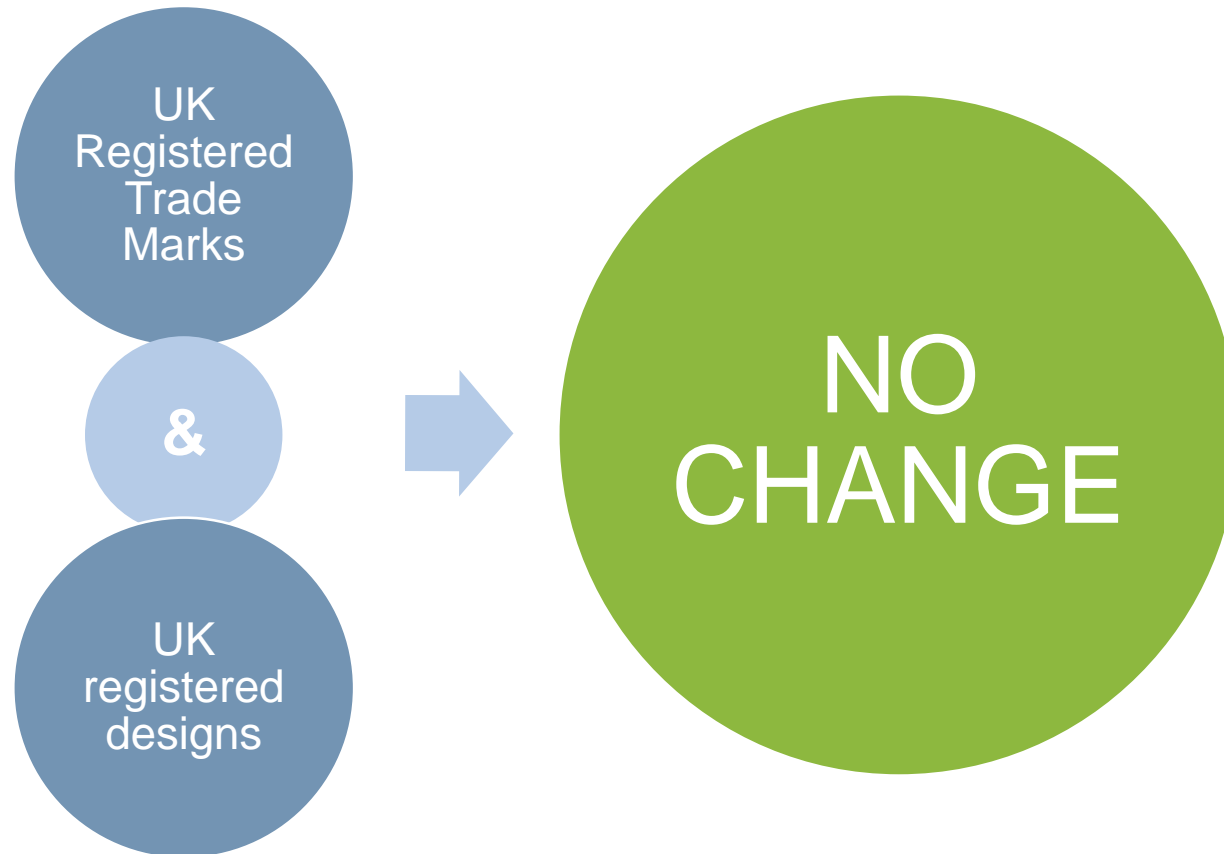 UK
Registered
Trade
Marks
&
UK
registered
designs
NO
CHANGE